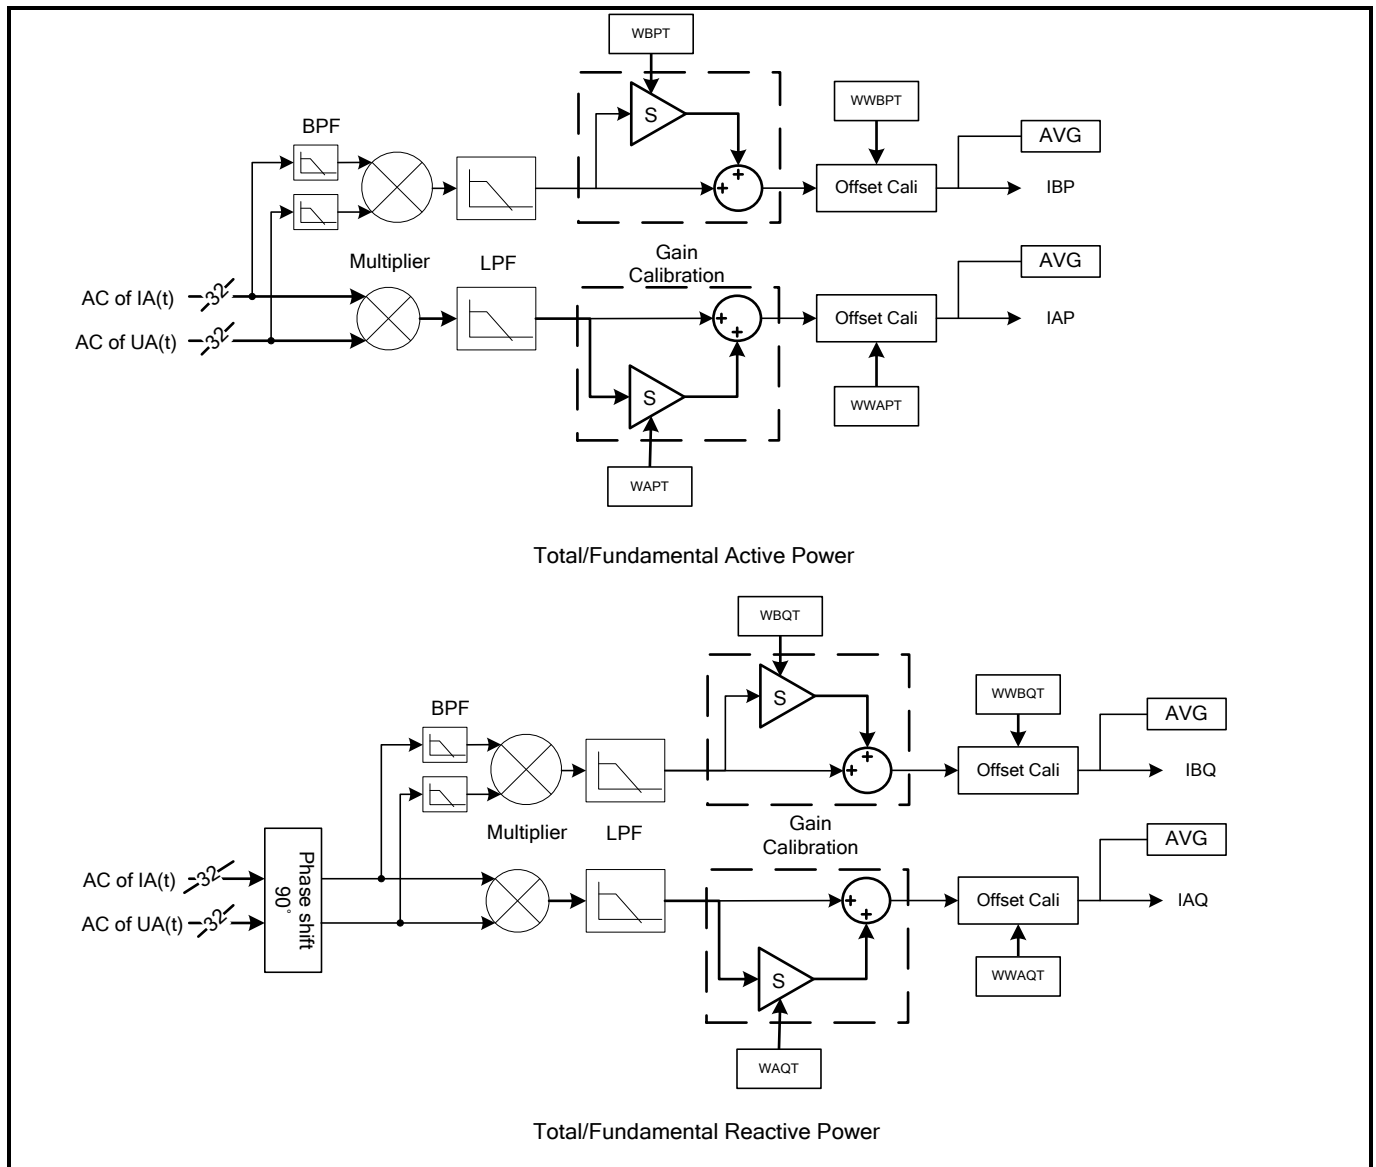 WBPT
S
WWBPT
BPF
AVG
+
+
Offset Cali
IBP
Multiplier
LPF
Gain
Calibration
AVG
AC of IA(t)
32
+
+
Offset Cali
IAP
AC of UA(t)
32
S
WWAPT
WAPT
Total/Fundamental Active Power
WBQT
S
WWBQT
BPF
AVG
+
+
Offset Cali
IBQ
Multiplier
LPF
Gain
Calibration
AVG
Phase shift
90°
AC of IA(t)
32
+
+
Offset Cali
IAQ
AC of UA(t)
32
S
WWAQT
WAQT
Total/Fundamental Reactive Power